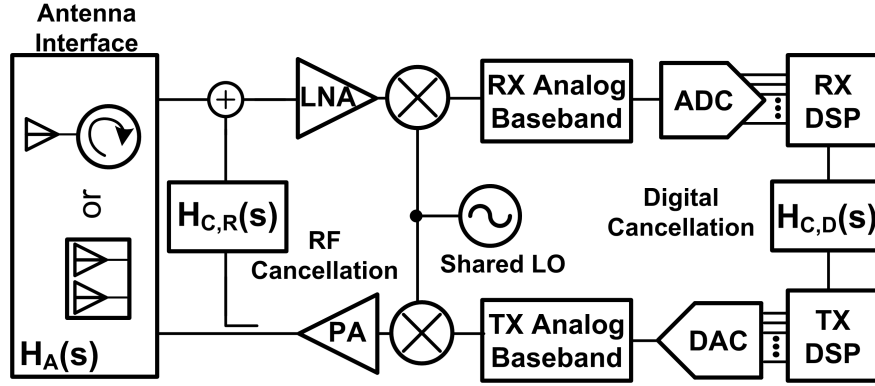 Antenna
Interface
or
H_A(s)
H_C,R(s)
RF
Cancellation
LNA
RX Analog
Baseband
ADC
RX
DSP
Shared LO
Digital
Cancellation
H_C,D(s)
PA
TX Analog
Baseband
DAC
TX
DSP